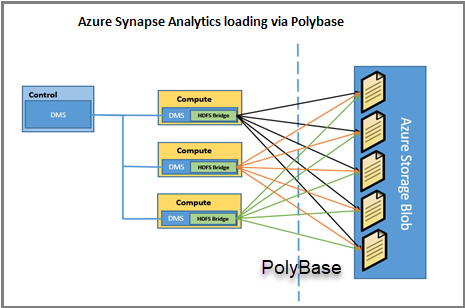 Azure Synapse Analytics loading via Polybase
Control
DMS
Compute
DMS HDFS Bridge
Compute
DMS HDFS Bridge
Compute
DMS HDFS Bridge
Azure Storage Blob
PolyBase